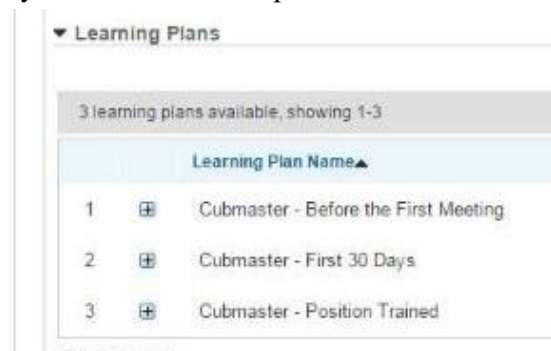 Learning Plans
3 learning plans available, showing 1-3
Learning Plan Name
1 Cubmaster - Before the First Meeting
2 Cubmaster - First 30 Days
3 Cubmaster - Position Trained